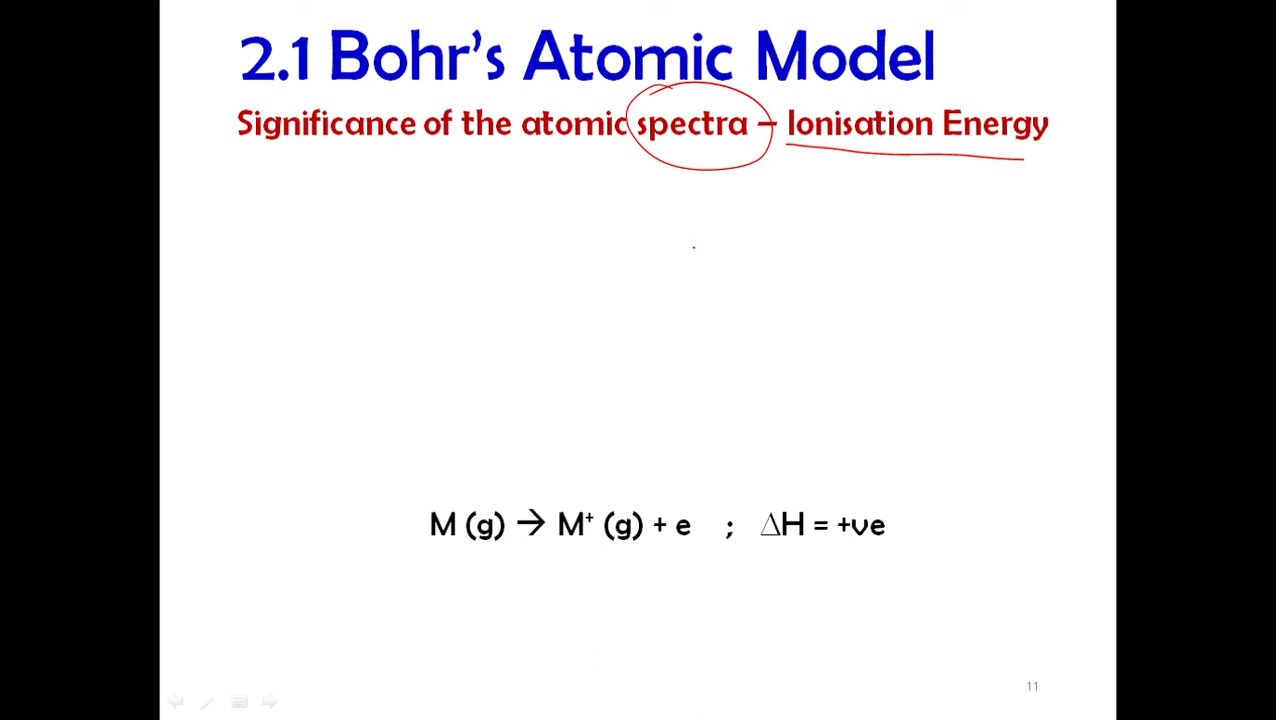 2.1 Bohr's Atomic Model
Significance of the atomic spectra – Ionisation Energy
M (g) → M⁺ (g) + e ; ∆H = +ve
11